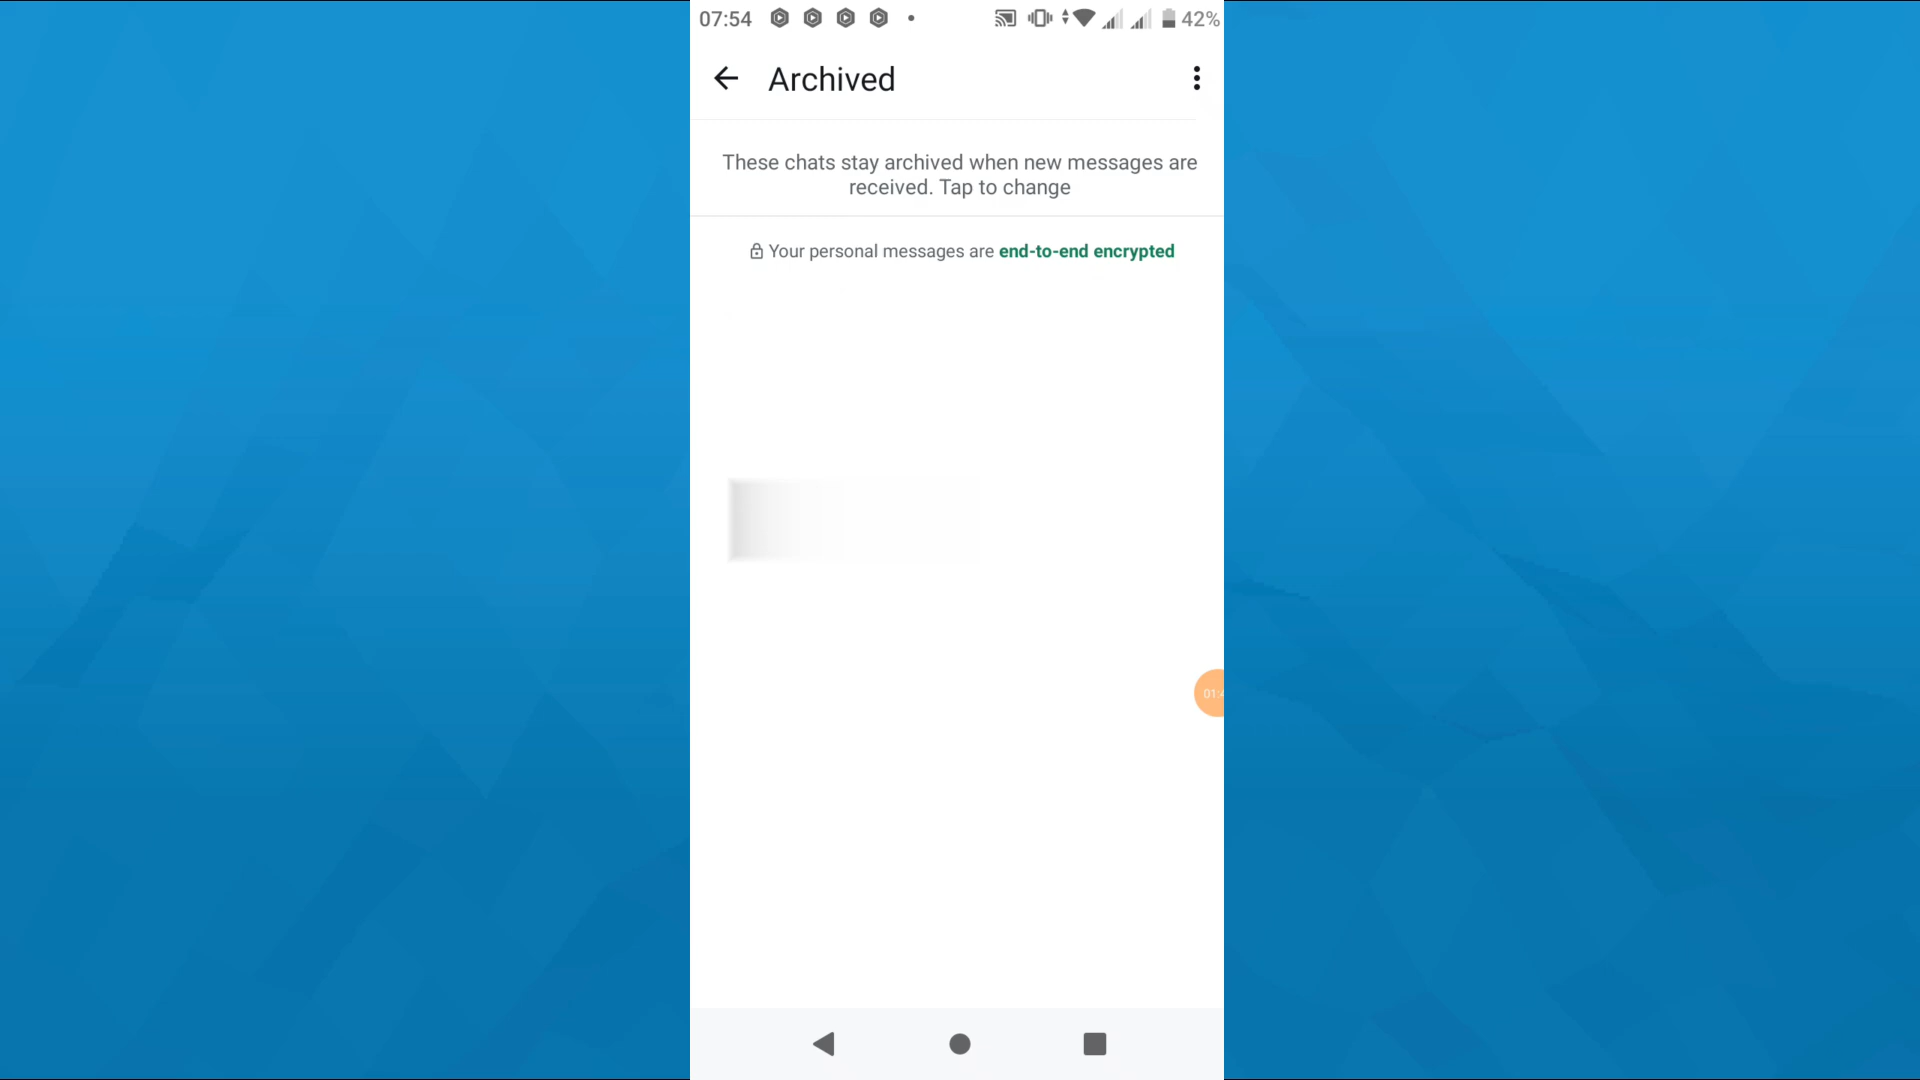 07:54
42%
Archived
These chats stay archived when new messages are
received. Tap to change
Your personal messages are end-to-end encrypted